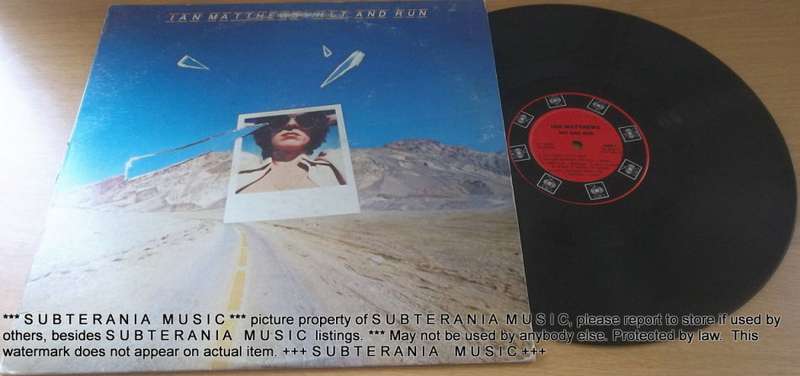 IAN MATTHEWS HIT AND RUN
IAN MATTHEWS
HIT AND RUN
*** S U B T E R A N I A   M U S I C *** picture property of S U B T E R A N I A   M U S I C, please report to store if used by
others, besides S U B T E R A N I A   M U S I C  listings. *** May not be used by anybody else. Protected by law.  This
watermark does not appear on actual item. +++ S U B T E R A N I A   M U S I C +++